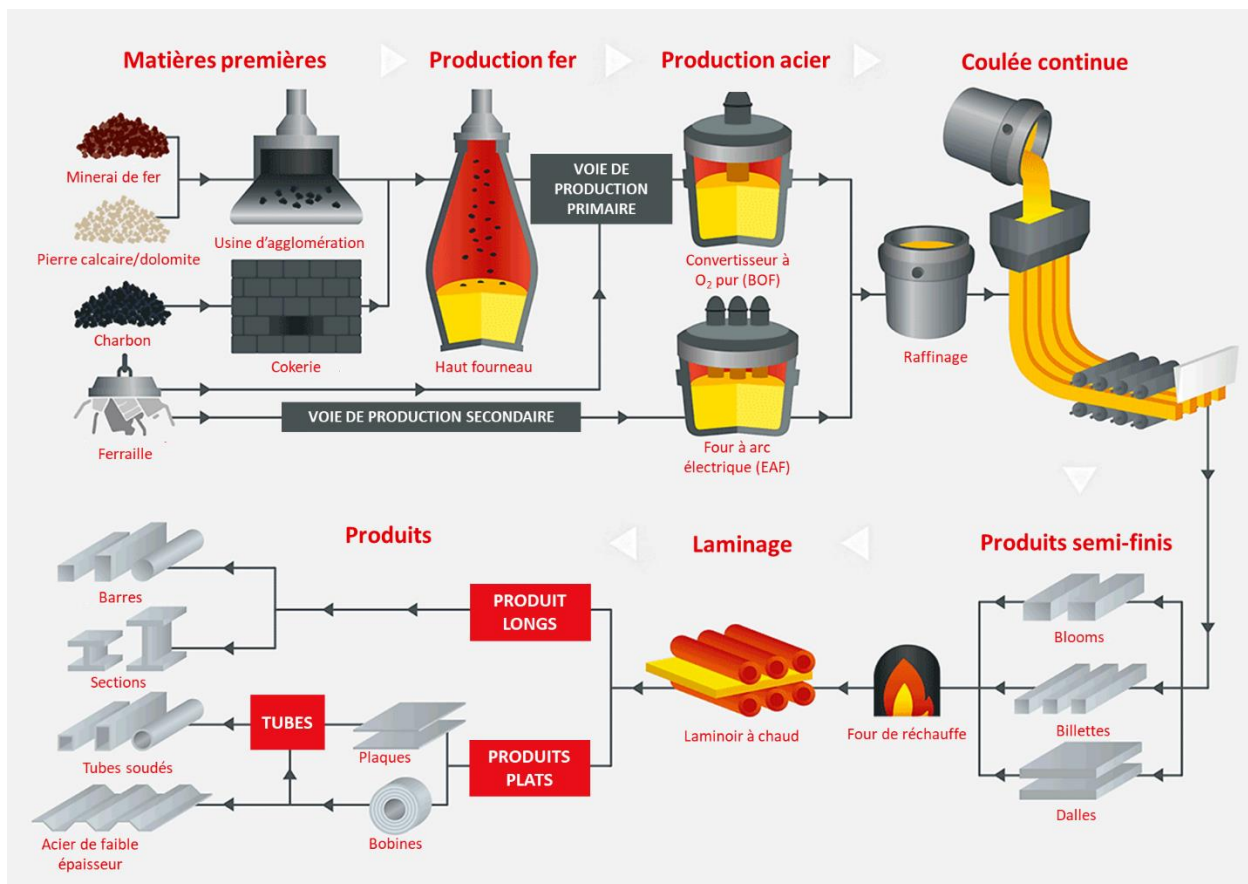 Matières premières
Production fer
Production acier
Coulée continue
Minerai de fer
Pierre calcaire/dolomite
Usine d'agglomération
Charbon
Cokerie
Ferraille
Haut fourneau
VOIE DE
PRODUCTION
PRIMAIRE
VOIE DE PRODUCTION SECONDAIRE
Convertisseur à
O₂ pur (BOF)
Four à arc
électrique (EAF)
Raffinage
Produits
Laminage
Produits semi-finis
Barres
Sections
Tubes soudés
Acier de faible
épaisseur
TUBES
Plaques
Bobines
PRODUIT
LONGS
PRODUITS
PLATS
Laminoir à chaud
Four de réchauffe
Blooms
Billettes
Dalles